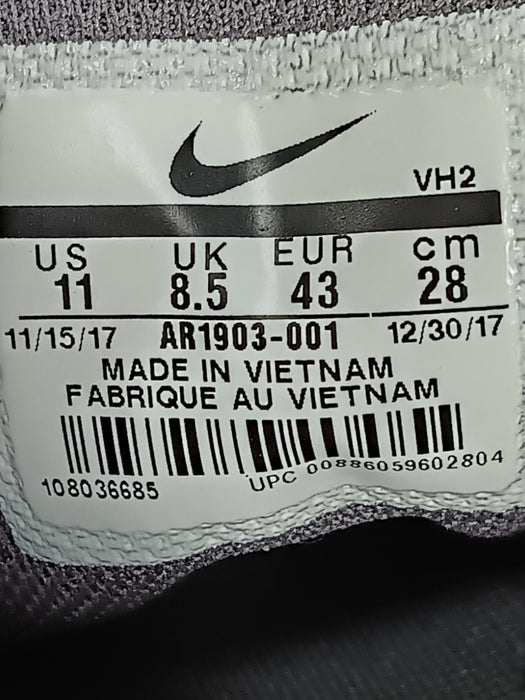 VH2
US UK EUR cm
11 8.5 43 28
11/15/17 AR1903-001 12/30/17
MADE IN VIETNAM
FABRIQUE AU VIETNAM
108036685 UPC 00886059602804